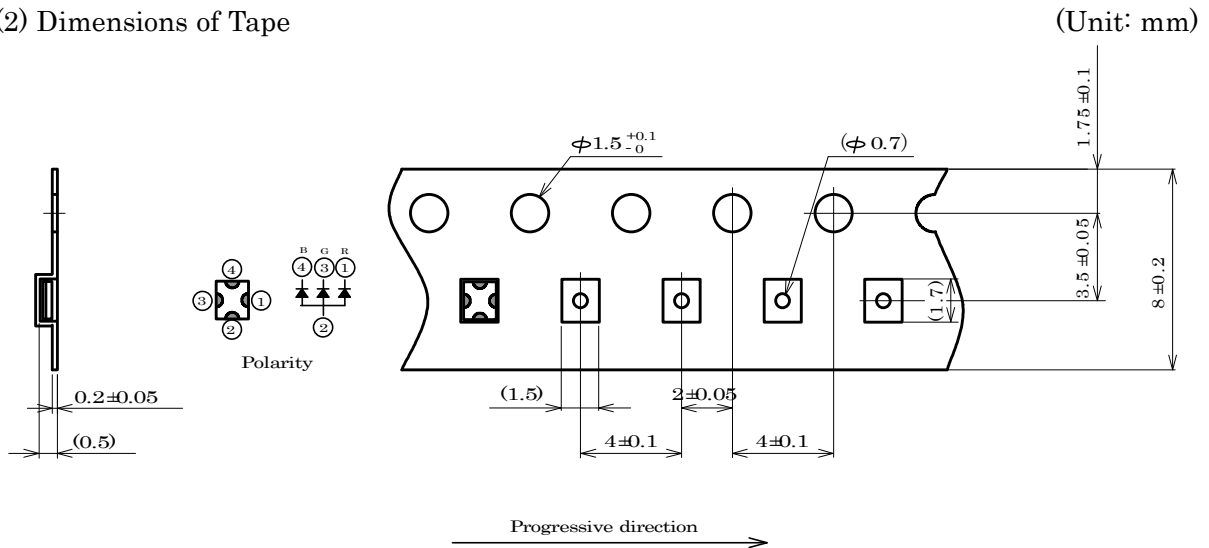 (2) Dimensions of Tape
(Unit: mm)
1.75±0.1
φ1.5 +0.1 -0
(φ0.7)
B G R
4 3 1
4
3 1
2
2
3.5±0.05
8±0.2
(1.7)
Polarity
0.2±0.05
(1.5)
2±0.05
(0.5)
4±0.1
4±0.1
Progressive direction